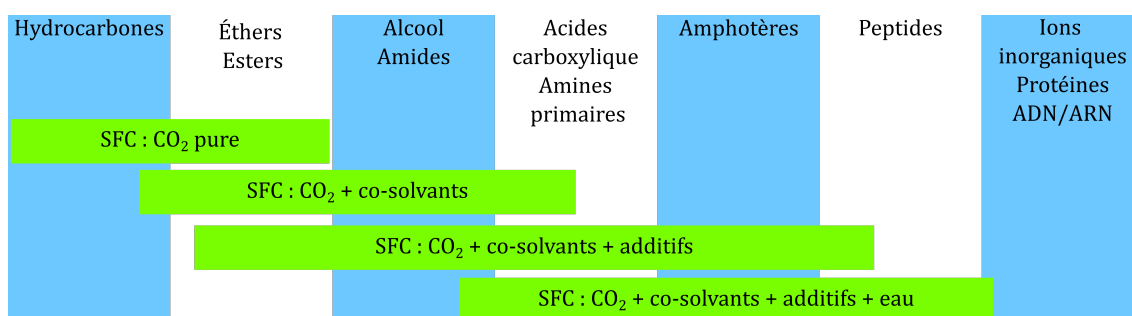 Hydrocarbones
Éthers
Esters
Alcool
Amides
Acides
carboxylique
Amines
primaires
Amphotères
Peptides
Ions
inorganiques
Protéines
ADN/ARN
SFC : CO₂ pure
SFC : CO₂ + co-solvants
SFC : CO₂ + co-solvants + additifs
SFC : CO₂ + co-solvants + additifs + eau